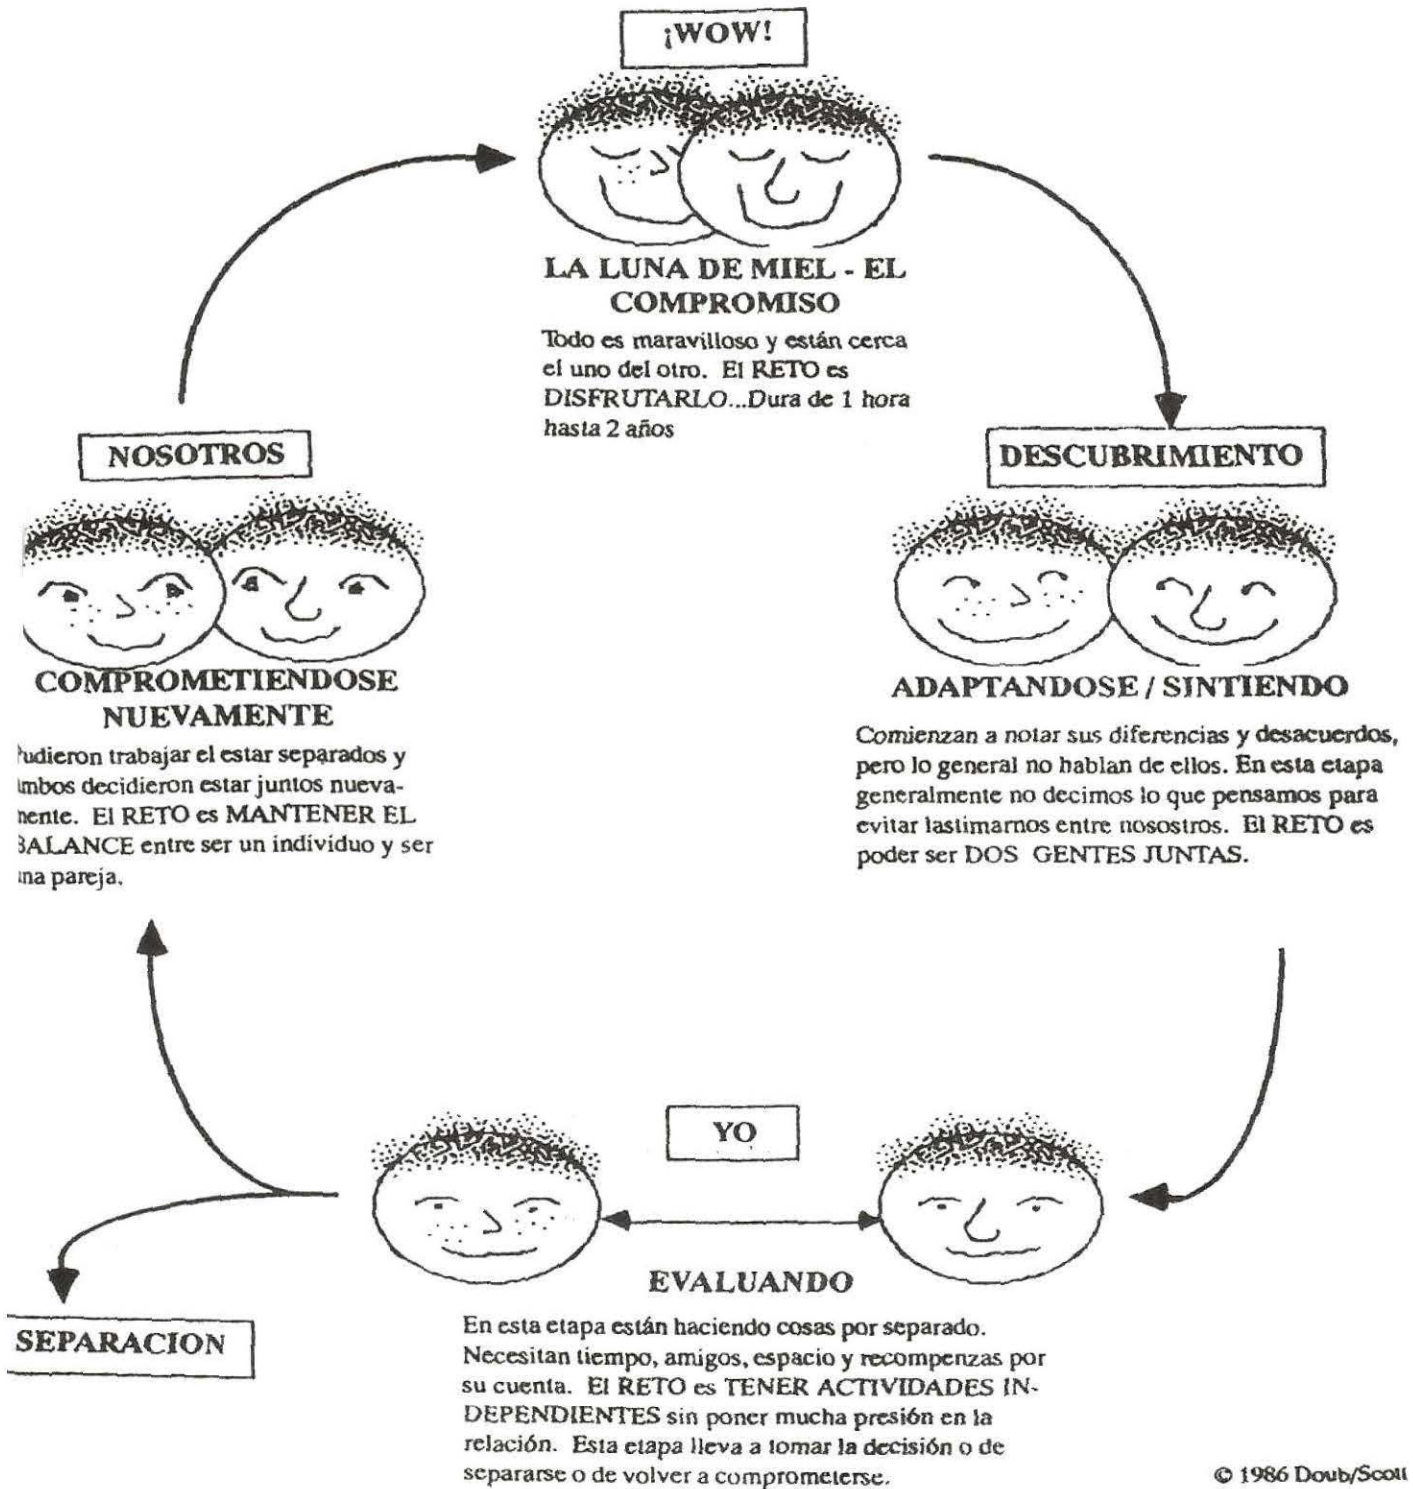 ¡WOW!
LA LUNA DE MIEL - EL
COMPROMISO
Todo es maravilloso y están cerca
el uno del otro. El RETO es
DISFRUTARLO...Dura de 1 hora
hasta 2 años
DESCUBRIMIENTO
ADAPTANDOSE / SINTIENDO
Comienzan a notar sus diferencias y desacuerdos,
pero lo general no hablan de ellos. En esta etapa
generalmente no decimos lo que pensamos para
evitar lastimarnos entre nosostros. El RETO es
poder ser DOS GENTES JUNTAS.
YO
EVALUANDO
En esta etapa están haciendo cosas por separado.
Necesitan tiempo, amigos, espacio y recompenzas por
su cuenta. El RETO es TENER ACTIVIDADES IN-
DEPENDIENTES sin poner mucha presión en la
relación. Esta etapa lleva a tomar la decisión o de
separarse o de volver a comprometerse.
SEPARACION
NOSOTROS
COMPROMETIENDOSE
NUEVAMENTE
udieron trabajar el estar separados y
mbos decidieron estar juntos nueva-
mente. El RETO es MANTENER EL
BALANCE entre ser un individuo y ser
na pareja.
© 1986 Doub/Scott